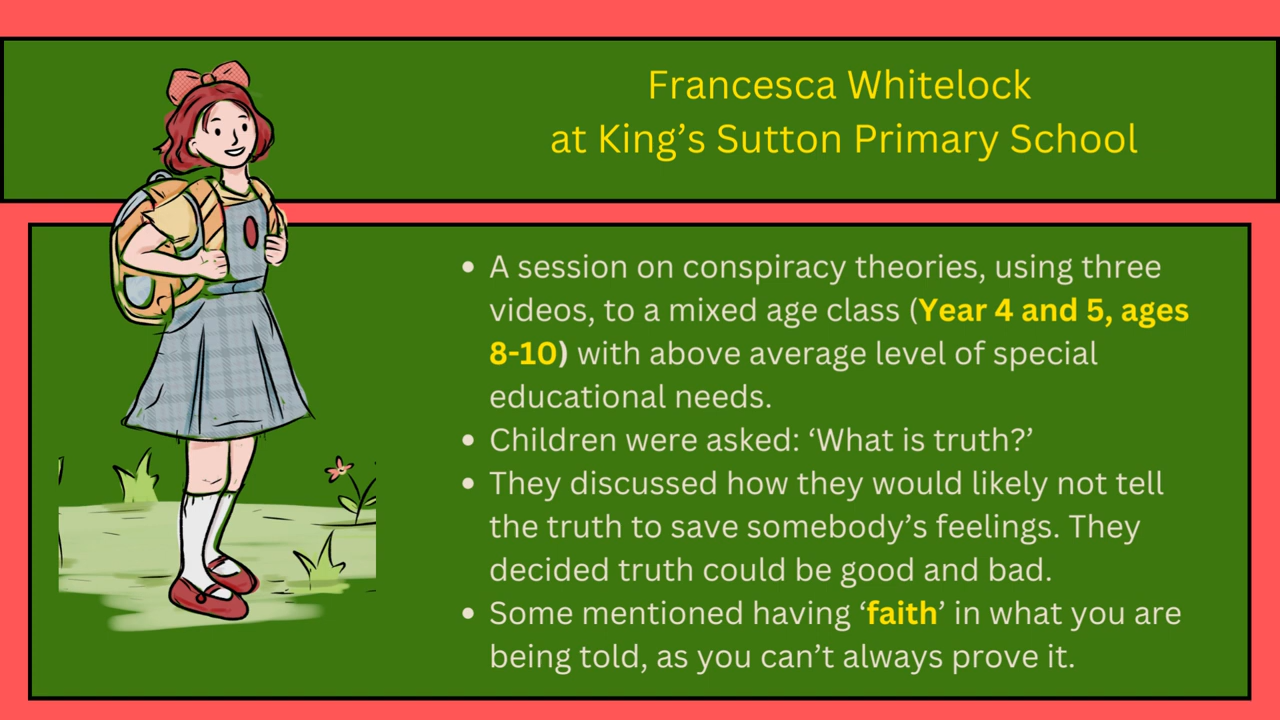 Francesca Whitelock
at King’s Sutton Primary School
• A session on conspiracy theories, using three
videos, to a mixed age class (Year 4 and 5, ages
8-10) with above average level of special
educational needs.
• Children were asked: ‘What is truth?’
• They discussed how they would likely not tell
the truth to save somebody’s feelings. They
decided truth could be good and bad.
• Some mentioned having ‘faith’ in what you are
being told, as you can’t always prove it.